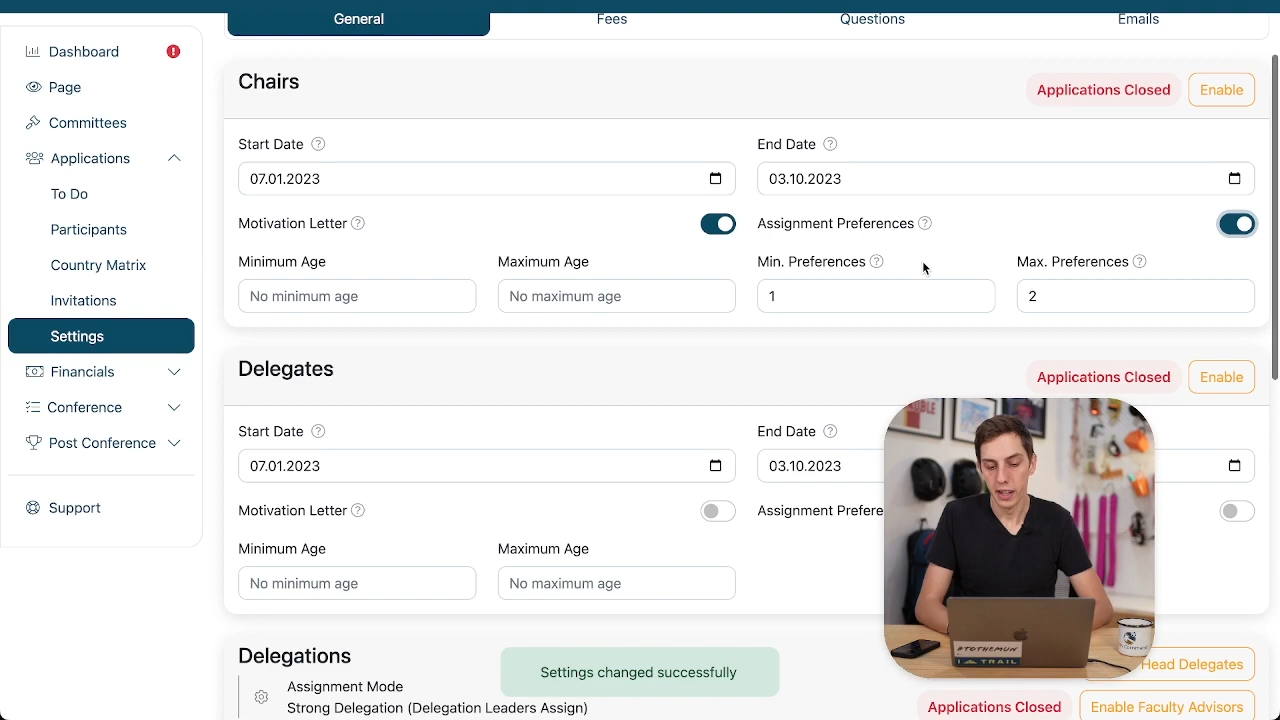 General Fees Questions Emails
Dashboard
Page
Committees
Applications
To Do
Participants
Country Matrix
Invitations
Settings
Financials
Conference
Post Conference
Support
Chairs
Applications Closed Enable
Start Date
07.01.2023
End Date
03.10.2023
Motivation Letter
Assignment Preferences
Minimum Age
No minimum age
Maximum Age
No maximum age
Min. Preferences
1
Max. Preferences
2
Delegates
Applications Closed Enable
Start Date
07.01.2023
End Date
03.10.2023
Motivation Letter
Assignment Prefere
Minimum Age
No minimum age
Maximum Age
No maximum age
Delegations
Assignment Mode
Strong Delegation (Delegation Leaders Assign)
Head Delegates
Applications Closed Enable Faculty Advisors
Settings changed successfully
#TOTHEMUN
TRAIL